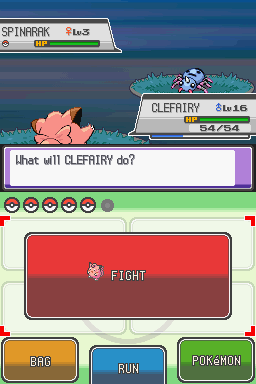 SPINARAK ♀Lv3
HP
CLEFAIRY ♂Lv16
HP
54/54
What will CLEFAIRY do?
FIGHT
BAG
RUN
POKéMON